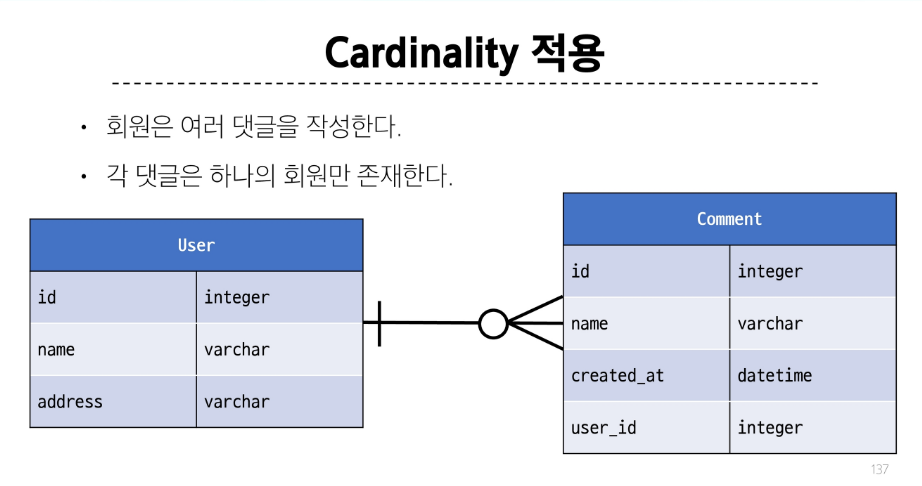 Cardinality 적용
• 회원은 여러 댓글을 작성한다.
• 각 댓글은 하나의 회원만 존재한다.
User
id integer
name varchar
address varchar
Comment
id integer
name varchar
created_at datetime
user_id integer
137